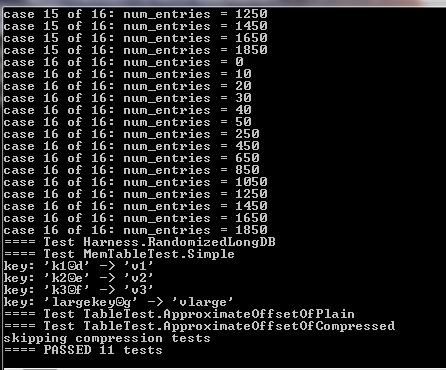 case 15 of 16: num_entries = 1250
case 15 of 16: num_entries = 1450
case 15 of 16: num_entries = 1650
case 15 of 16: num_entries = 1850
case 16 of 16: num_entries = 0
case 16 of 16: num_entries = 10
case 16 of 16: num_entries = 20
case 16 of 16: num_entries = 30
case 16 of 16: num_entries = 40
case 16 of 16: num_entries = 50
case 16 of 16: num_entries = 250
case 16 of 16: num_entries = 450
case 16 of 16: num_entries = 650
case 16 of 16: num_entries = 850
case 16 of 16: num_entries = 1050
case 16 of 16: num_entries = 1250
case 16 of 16: num_entries = 1450
case 16 of 16: num_entries = 1650
case 16 of 16: num_entries = 1850
==== Test Harness.RandomizedLongDB
==== Test MemTableTest.Simple
key: 'k1☺d' -> 'v1'
key: 'k2☺e' -> 'v2'
key: 'k3☺f' -> 'v3'
key: 'largekey☺g' -> 'vlarge'
==== Test TableTest.ApproximateOffsetOfPlain
==== Test TableTest.ApproximateOffsetOfCompressed
skipping compression tests
==== PASSED 11 tests